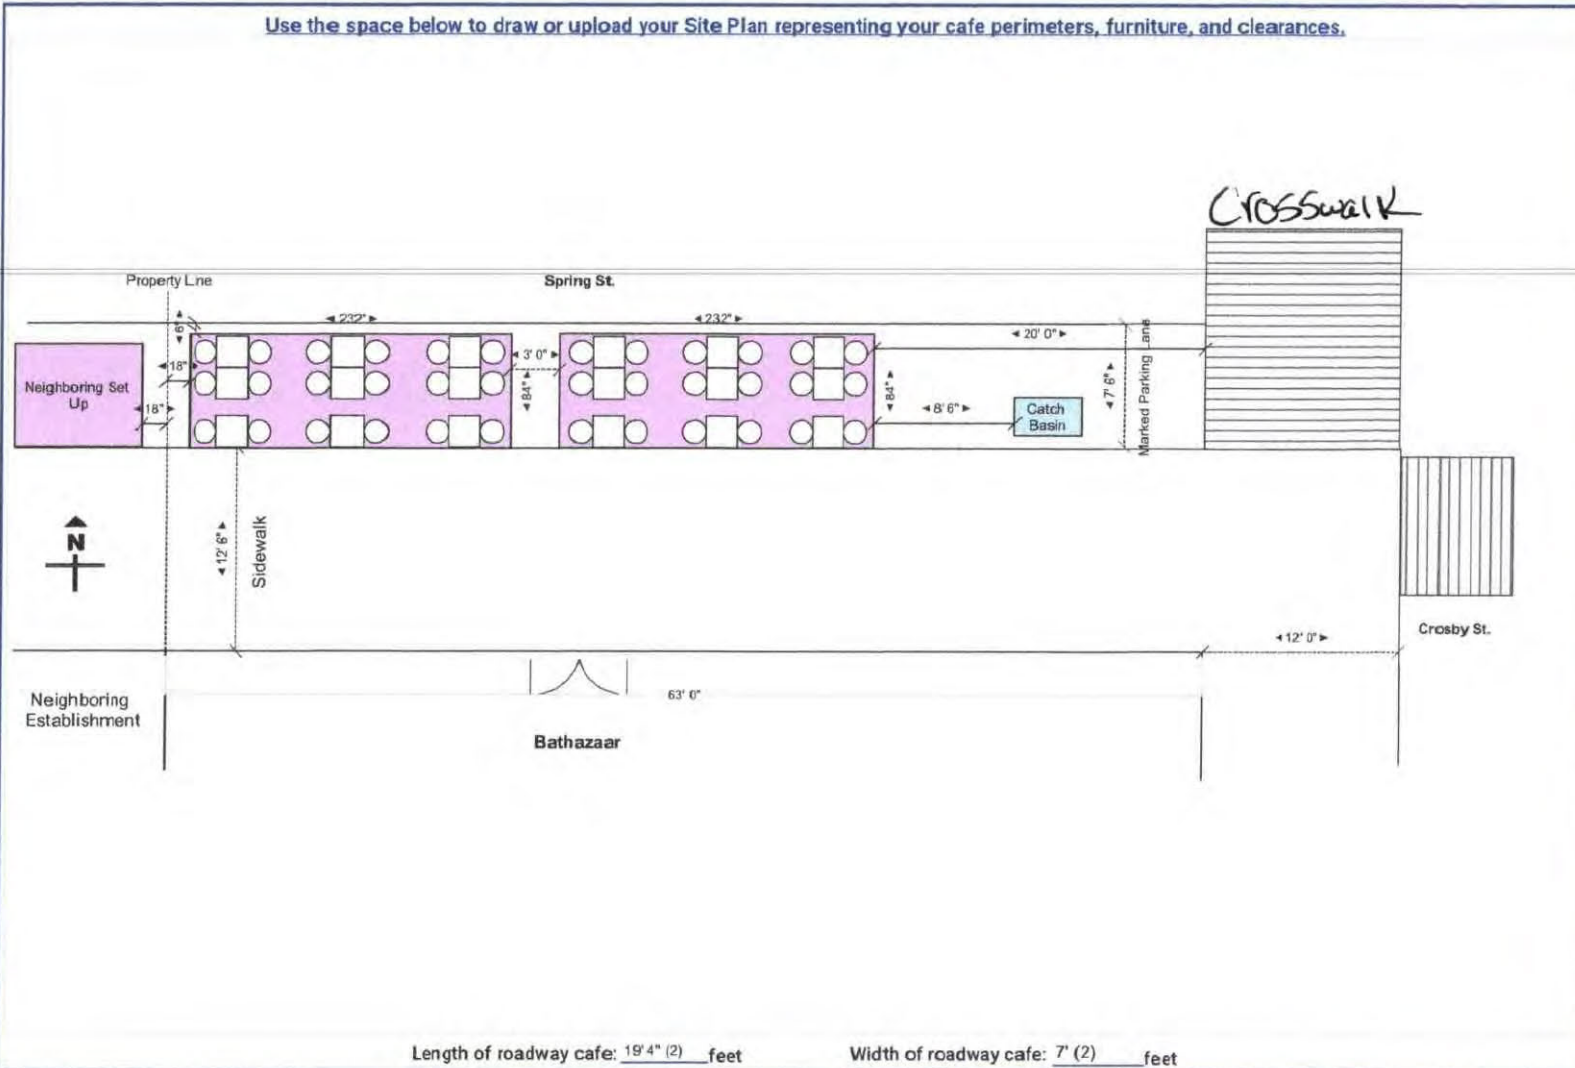 Use the space below to draw or upload your Site Plan representing your cafe perimeters, furniture, and clearances.
Crosswalk
Property Line
Spring St.
6"
232"
232"
20' 0"
18"
3' 0"
Neighboring Set
Up
84"
84"
7' 6"
Marked Parking Lane
18"
8' 6"
Catch
Basin
N
12' 6"
Sidewalk
12' 0"
Crosby St.
Neighboring
Establishment
63' 0"
Bathazaar
Length of roadway cafe: 19'4" (2) feet
Width of roadway cafe: 7' (2) feet